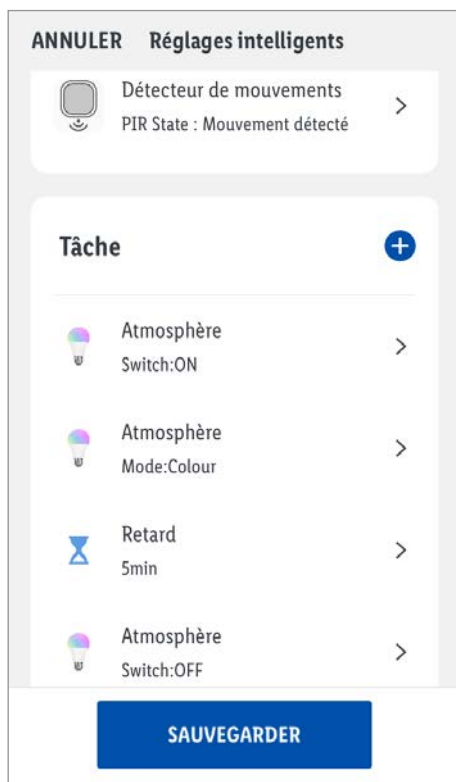 ANNULER Réglages intelligents
Détecteur de mouvements
PIR State : Mouvement détecté
Tâche
Atmosphère
Switch:ON
Atmosphère
Mode:Colour
Retard
5min
Atmosphère
Switch:OFF
SAUVEGARDER